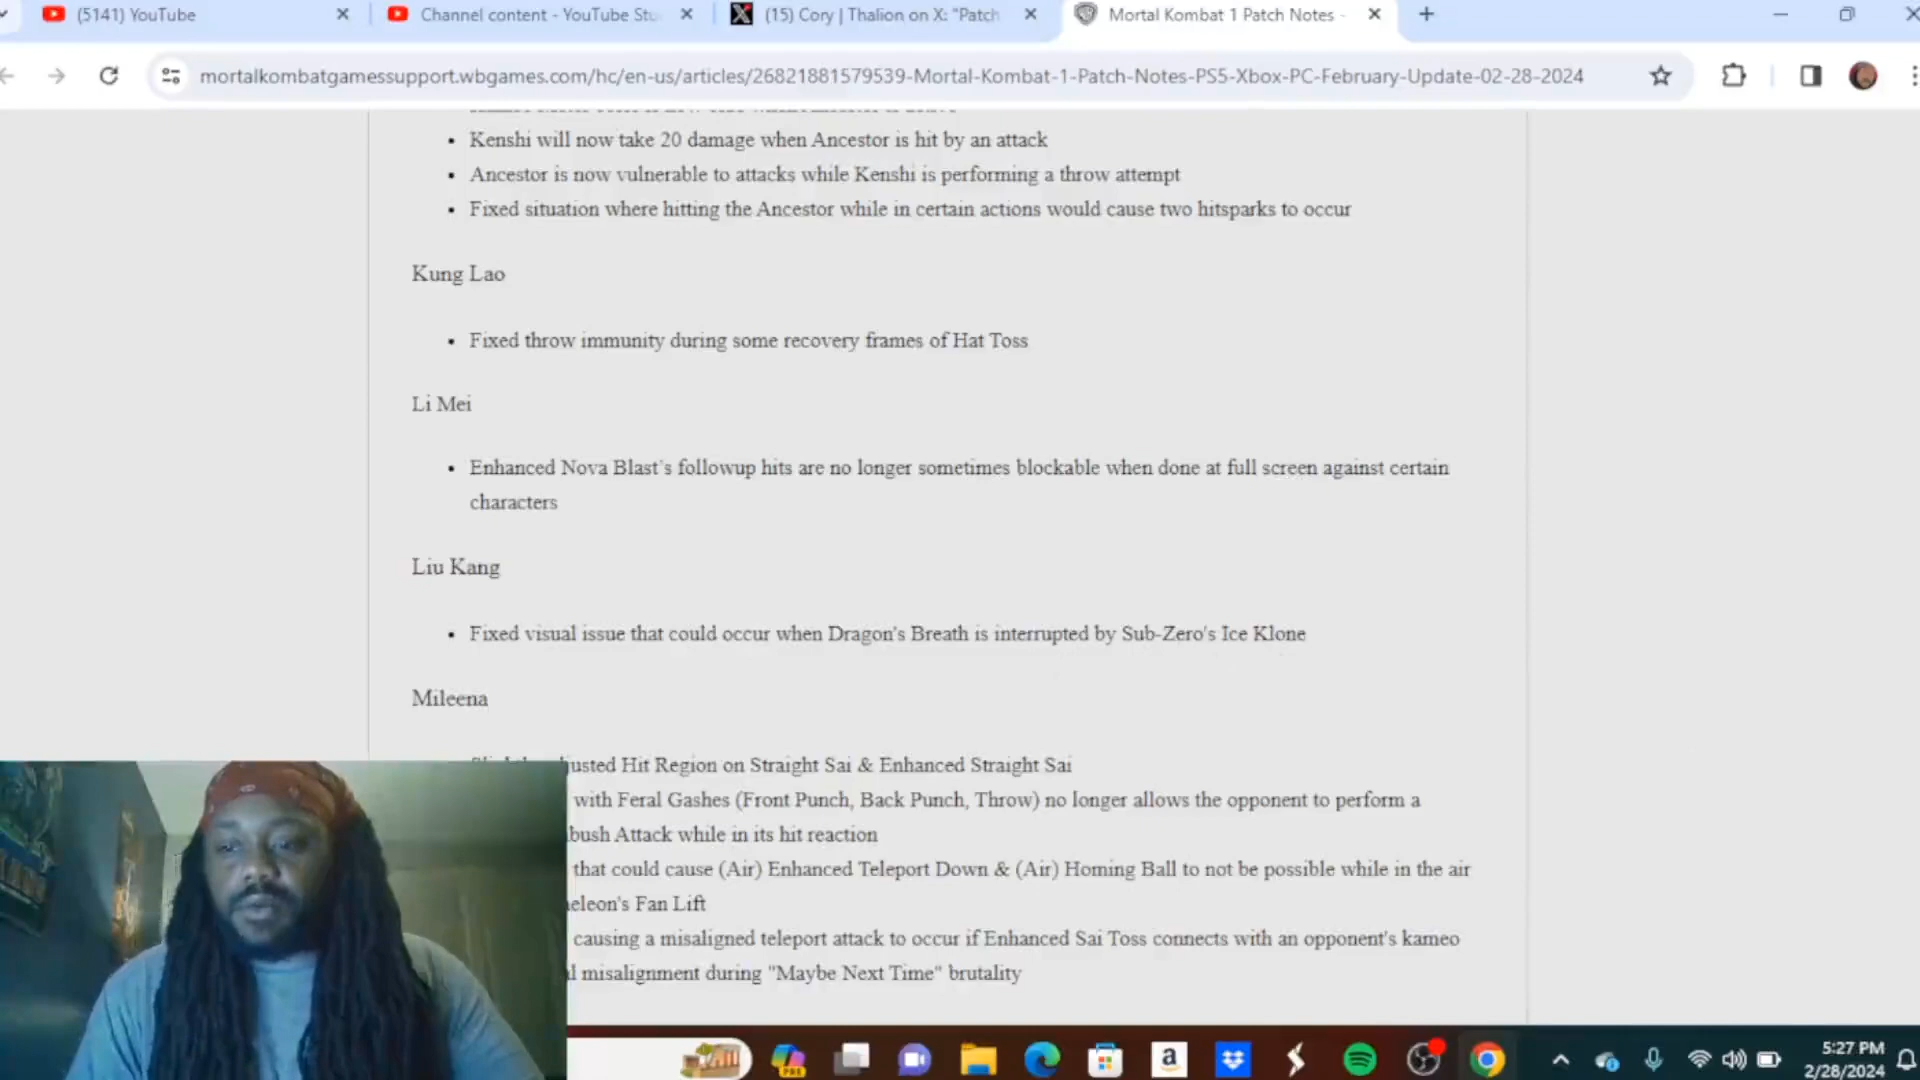 (5141) YouTube
Channel content - YouTube Stu
(15) Cory | Thalion on X: "Patch
Mortal Kombat 1 Patch Notes -
mortalkombatgamessupport.wbgames.com/hc/en-us/articles/26821881579539-Mortal-Kombat-1-Patch-Notes-PS5-Xbox-PC-February-Update-02-28-2024
• Kenshi will now take 20 damage when Ancestor is hit by an attack
• Ancestor is now vulnerable to attacks while Kenshi is performing a throw attempt
• Fixed situation where hitting the Ancestor while in certain actions would cause two hitsparks to occur
Kung Lao
• Fixed throw immunity during some recovery frames of Hat Toss
Li Mei
• Enhanced Nova Blast's followup hits are no longer sometimes blockable when done at full screen against certain
characters
Liu Kang
• Fixed visual issue that could occur when Dragon's Breath is interrupted by Sub-Zero's Ice Klone
Mileena
justed Hit Region on Straight Sai & Enhanced Straight Sai
with Feral Gashes (Front Punch, Back Punch, Throw) no longer allows the opponent to perform a
bush Attack while in its hit reaction
that could cause (Air) Enhanced Teleport Down & (Air) Homing Ball to not be possible while in the air
eleon's Fan Lift
causing a misaligned teleport attack to occur if Enhanced Sai Toss connects with an opponent's kameo
misalignment during "Maybe Next Time" brutality
PRE
a
5:27 PM
2/28/2024